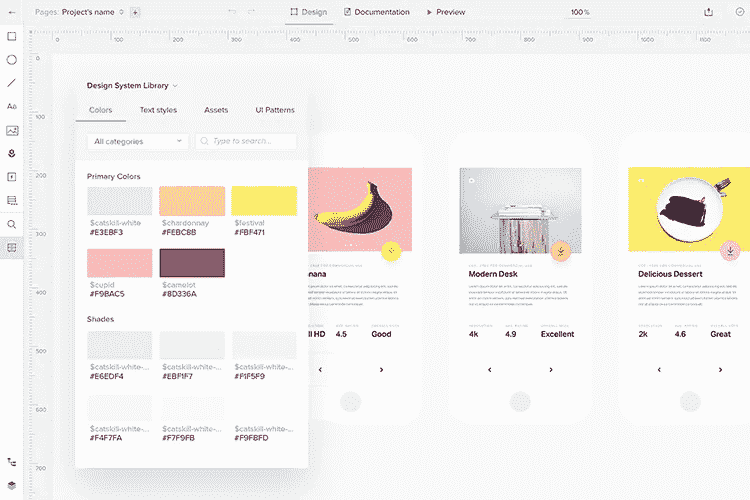 Pages: Project's name
Design
Documentation
Preview
100%
0 100 200 300 400 500 600 700 800 900 1000
0
100
200
300
400
500
600
700
Design System Library
Colors Text styles Assets UI Patterns
All categories
Type to search...
Primary Colors
$catskill-white $chardonnay $festival
#E3EBF3 #FEBC8B #FBF471
$cupid $camelot
#F9BAC5 #8D336A
Shades
$catskill-white-... $catskill-white-... $catskill-white-...
#E6EDF4 #EBF1F7 #F1F5F9
$catskill-white-... $catskill-white-... $catskill-white-...
#F4F7FA #F7F9FB #F9FBFD
nana
ll HD 4.5 Good
Modern Desk
4k 4.9 Excellent
Delicious Dessert
2k 4.6 Great